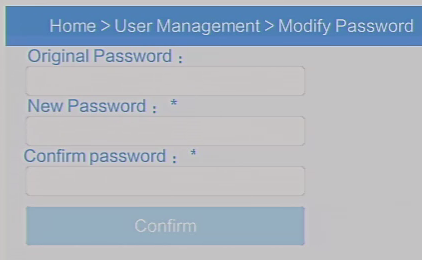 Home > User Management > Modify Password
Original Password：
New Password：*
Confirm password：*
Confirm